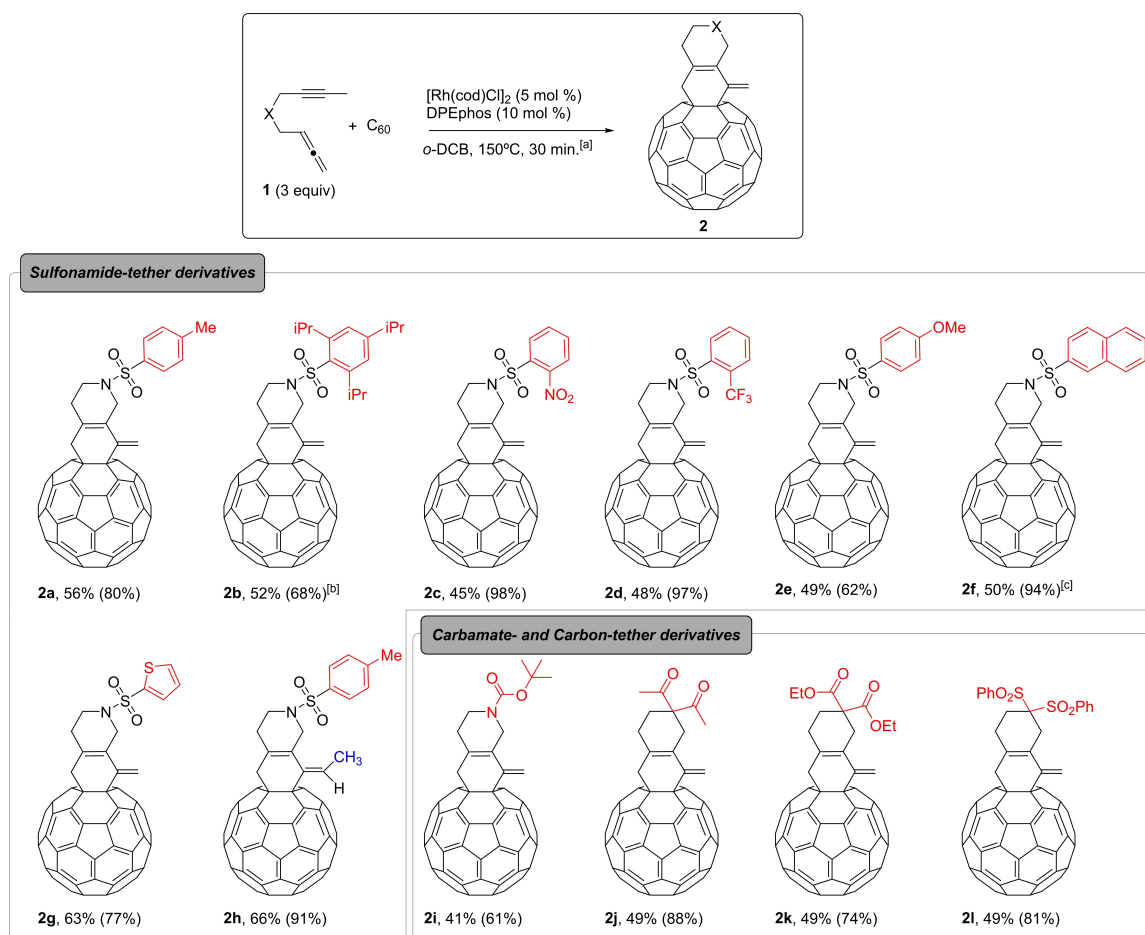 X
[Rh(cod)Cl]2 (5 mol %)
DPEphos (10 mol %)
X
+ C60
o-DCB, 150ºC, 30 min.[a]
1 (3 equiv)
2
Sulfonamide-tether derivatives
Me
O
S
N
O
iPr
iPr
O
S
N
O
iPr
O
S
N
O
NO2
O
S
N
O
CF3
OMe
O
S
N
O
O
S
N
O
2a, 56% (80%)
2b, 52% (68%)[b]
2c, 45% (98%)
2d, 48% (97%)
2e, 49% (62%)
2f, 50% (94%)[c]
Carbamate- and Carbon-tether derivatives
S
O
S
N
O
Me
O
S
N
O
CH3
H
O
O
N
O
O
EtO
O
O
OEt
PhO2S
SO2Ph
2g, 63% (77%)
2h, 66% (91%)
2i, 41% (61%)
2j, 49% (88%)
2k, 49% (74%)
2l, 49% (81%)